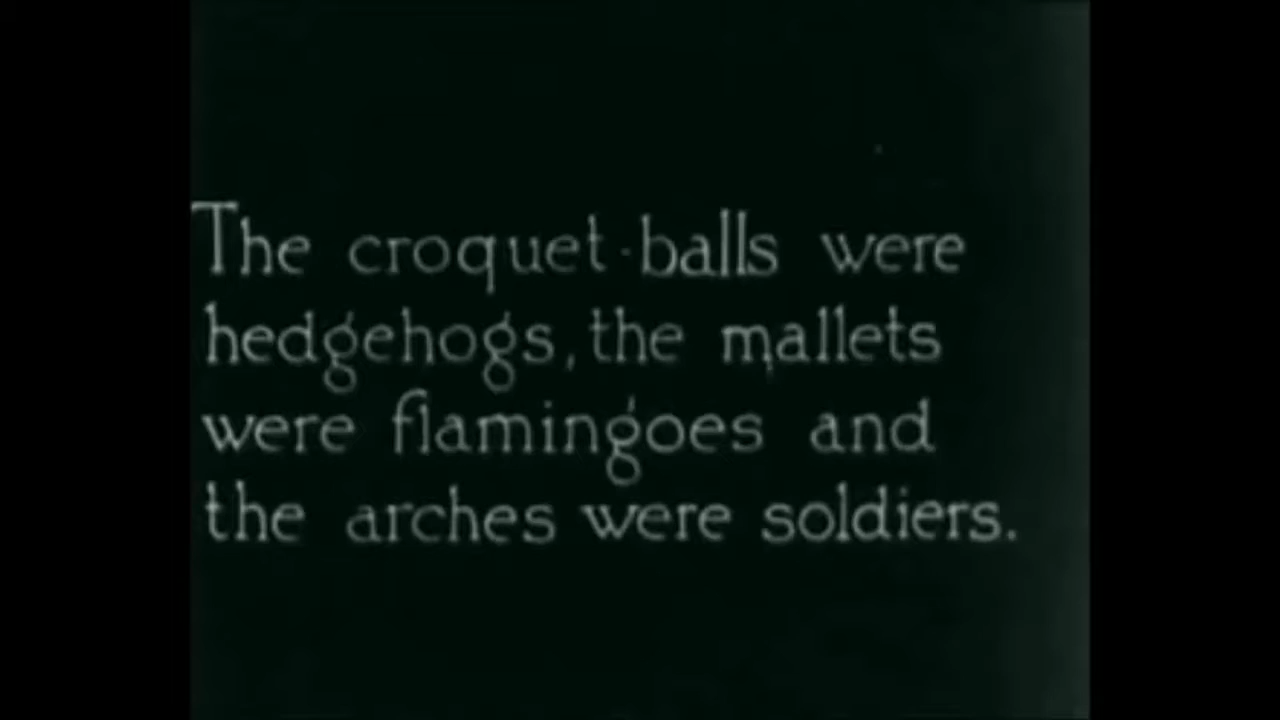 The croquet-balls were
hedgehogs, the mallets
were flamingoes and
the arches were soldiers.